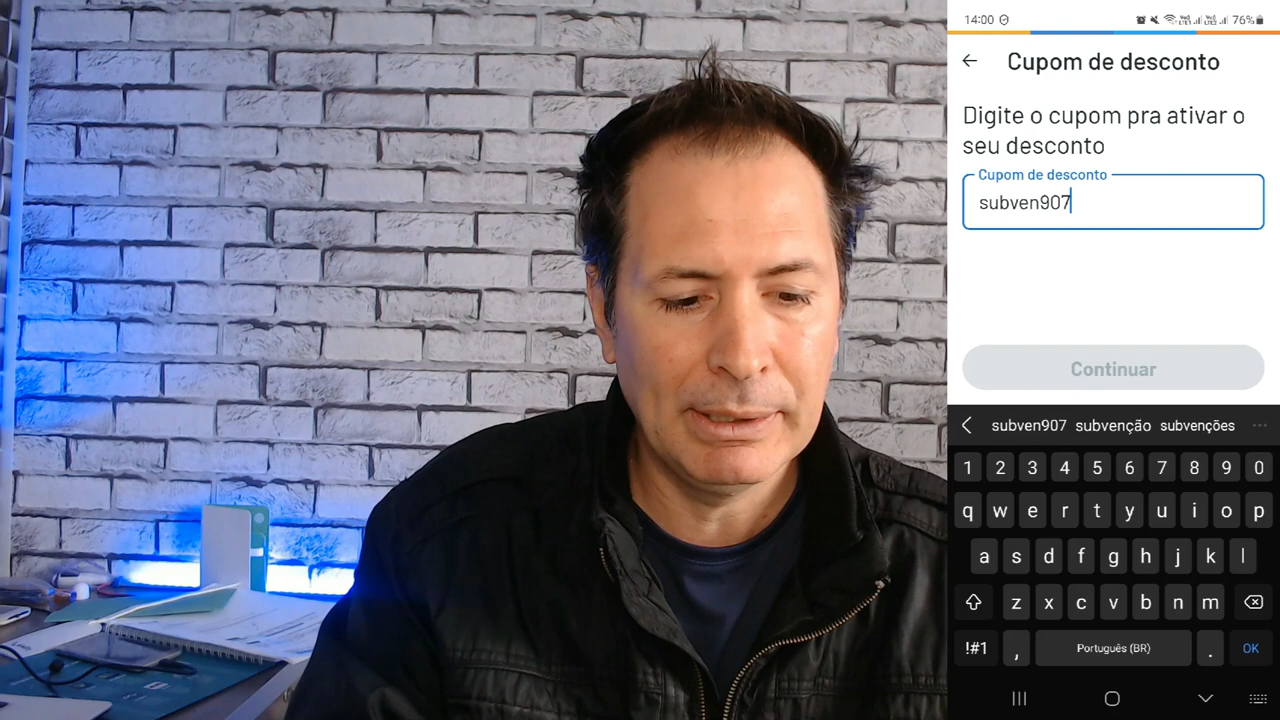 14:00
76%
Cupom de desconto
Digite o cupom pra ativar o
seu desconto
Cupom de desconto
subven907
Continuar
subven907 subvenção subvenções
1 2 3 4 5 6 7 8 9 0
q w e r t y u i o p
a s d f g h j k l
z x c v b n m
!#1 , Português (BR) . OK